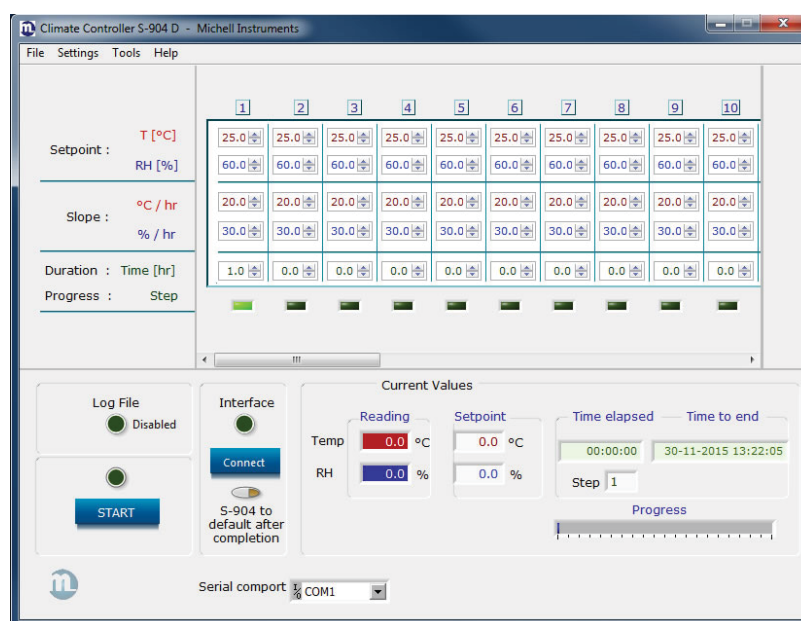 Climate Controller S-904 D - Michell Instruments
File Settings Tools Help
1 2 3 4 5 6 7 8 9 10
Setpoint :
T [°C] 25.0 25.0 25.0 25.0 25.0 25.0 25.0 25.0 25.0 25.0
RH [%] 60.0 60.0 60.0 60.0 60.0 60.0 60.0 60.0 60.0 60.0
Slope :
°C / hr 20.0 20.0 20.0 20.0 20.0 20.0 20.0 20.0 20.0 20.0
% / hr 30.0 30.0 30.0 30.0 30.0 30.0 30.0 30.0 30.0 30.0
Duration : Time [hr] 1.0 0.0 0.0 0.0 0.0 0.0 0.0 0.0 0.0 0.0
Progress : Step
Log File
Disabled
START
Interface
Connect
S-904 to
default after
completion
Current Values
Reading Setpoint
Temp 0.0 °C 0.0 °C
RH 0.0 % 0.0 %
Time elapsed Time to end
00:00:00 30-11-2015 13:22:05
Step 1
Progress
Serial comport COM1